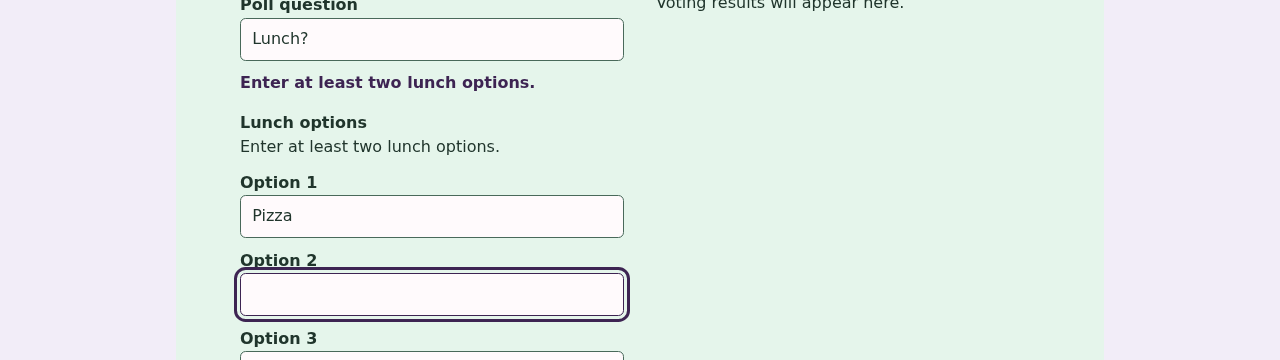 Poll question
Voting results will appear here.
Lunch?
Enter at least two lunch options.
Lunch options
Enter at least two lunch options.
Option 1
Pizza
Option 2
Option 3